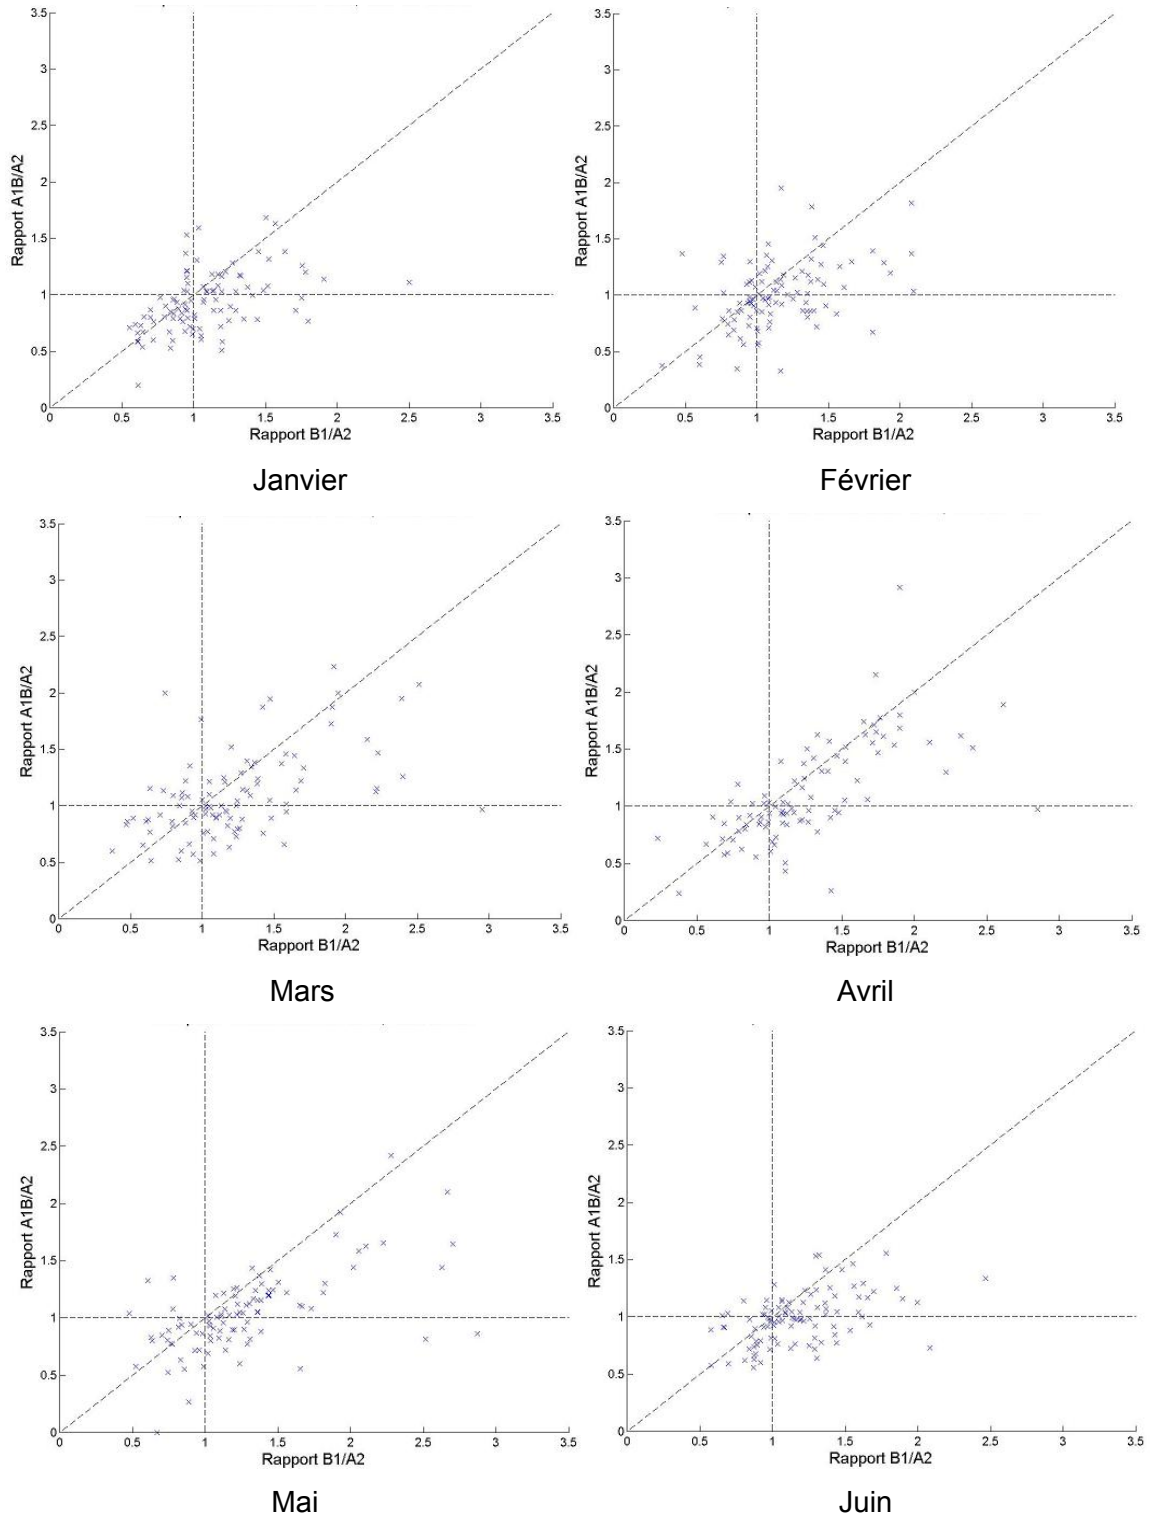 3.5 3.5
3 3
2.5 2.5
2 2
1.5 1.5
1 1
0.5 0.5
0 0
Rapport A1B/A2 Rapport A1B/A2
0 0.5 1 1.5 2 2.5 3 3.5 0 0.5 1 1.5 2 2.5 3 3.5
Rapport B1/A2 Rapport B1/A2
Janvier Février
3.5 3.5
3 3
2.5 2.5
2 2
1.5 1.5
1 1
0.5 0.5
0 0
Rapport A1B/A2 Rapport A1B/A2
0 0.5 1 1.5 2 2.5 3 3.5 0 0.5 1 1.5 2 2.5 3 3.5
Rapport B1/A2 Rapport B1/A2
Mars Avril
3.5 3.5
3 3
2.5 2.5
2 2
1.5 1.5
1 1
0.5 0.5
0 0
Rapport A1B/A2 Rapport A1B/A2
0 0.5 1 1.5 2 2.5 3 3.5 0 0.5 1 1.5 2 2.5 3 3.5
Rapport B1/A2 Rapport B1/A2
Mai Juin